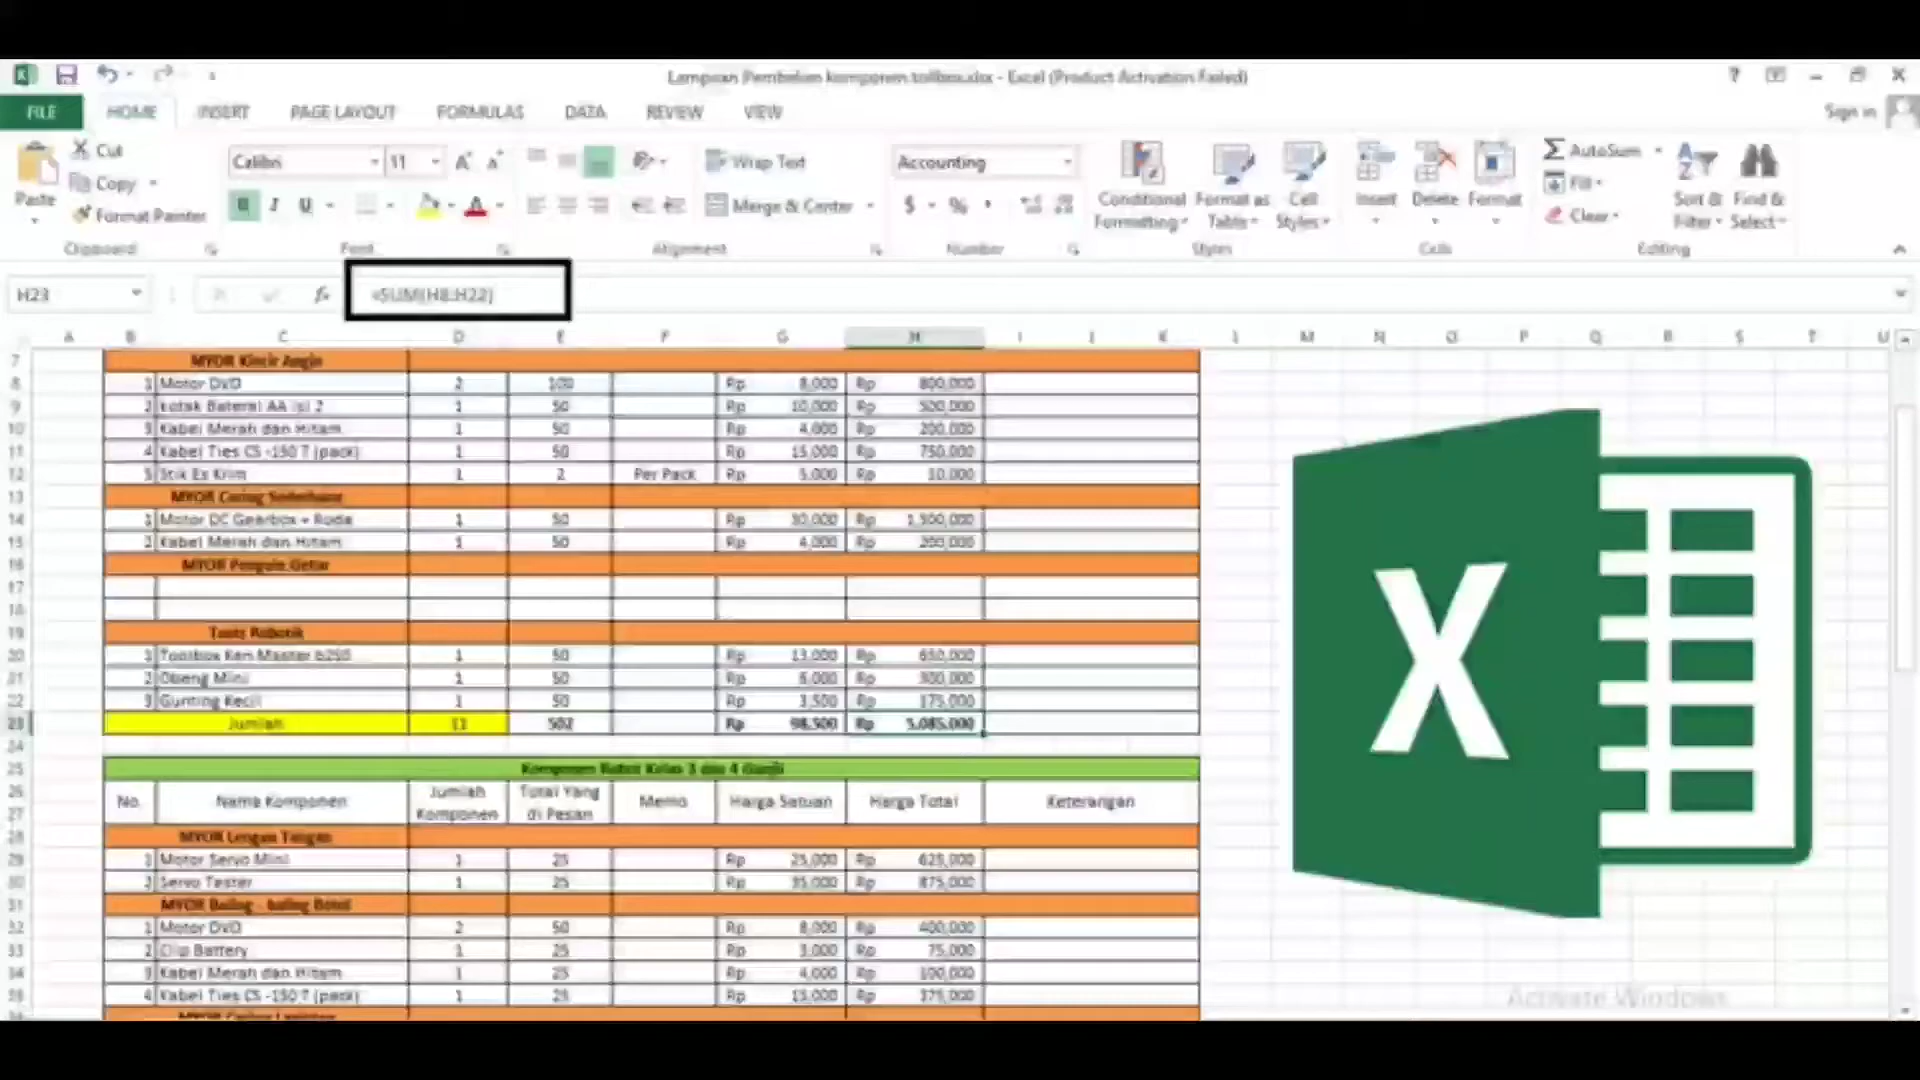 Lampiran Pembelian komponen toolbox.xlsx - Excel (Product Activation Failed)
FILE HOME INSERT PAGE LAYOUT FORMULAS DATA REVIEW VIEW Sign in
Cut
Copy
Format Painter
Paste
Calibri 11
B I U
Wrap Text
Merge & Center
Accounting
$ %
Conditional Formatting
Format as Table
Cell Styles
Insert Delete Format
AutoSum
Fill
Clear
Sort & Filter
Find & Select
Clipboard Font Alignment Number Styles Cells Editing
H23 fx =SUM(H8:H22)
A B C D E F G H I J K L M N O P Q R S T U
7 MYOR Kincir Angin
8 1 Motor DVD 2 100 Rp 8,000 Rp 800,000
9 2 Kotak Baterai AA isi 2 1 50 Rp 10,000 Rp 500,000
10 3 Kabel Merah dan Hitam 1 50 Rp 4,000 Rp 200,000
11 4 Kabel Ties CS -150 T (pack) 1 50 Rp 15,000 Rp 750,000
12 5 Stik Es Krim 1 2 Per Pack Rp 5,000 Rp 10,000
13 MYOR Sederhana
14 1 Motor DC Gearbox + Roda 1 50 Rp 30,000 Rp 1,500,000
15 2 Kabel Merah dan Hitam 1 50 Rp 4,000 Rp 200,000
16 MYOR Getar
17
18
19 Tools Robotik
20 1 Toolbox Ken Master b250 1 50 Rp 13,000 Rp 650,000
21 2 Obeng Mini 1 50 Rp 6,000 Rp 300,000
22 3 Gunting Kecil 1 50 Rp 3,500 Rp 175,000
23 Jumlah 13 502 Rp 98,500 Rp 5,085,000
24
25 Komponen Robot Kelas 3 dan 4 Ganjil
26 No. Nama Komponen Jumlah Total Yang Memo Harga Satuan Harga Total Keterangan
27 Komponen di Pesan
28 MYOR Lengan Tangan
29 1 Motor Servo Mini 1 25 Rp 25,000 Rp 625,000
30 2 Servo Tester 1 25 Rp 35,000 Rp 875,000
31 MYOR Baling - baling Botol
32 1 Motor DVD 2 50 Rp 8,000 Rp 400,000
33 2 Clip Battery 1 25 Rp 3,000 Rp 75,000
34 3 Kabel Merah dan Hitam 1 25 Rp 4,000 Rp 100,000
35 4 Kabel Ties CS -150 T (pack) 1 25 Rp 15,000 Rp 375,000
X
Activate Windows